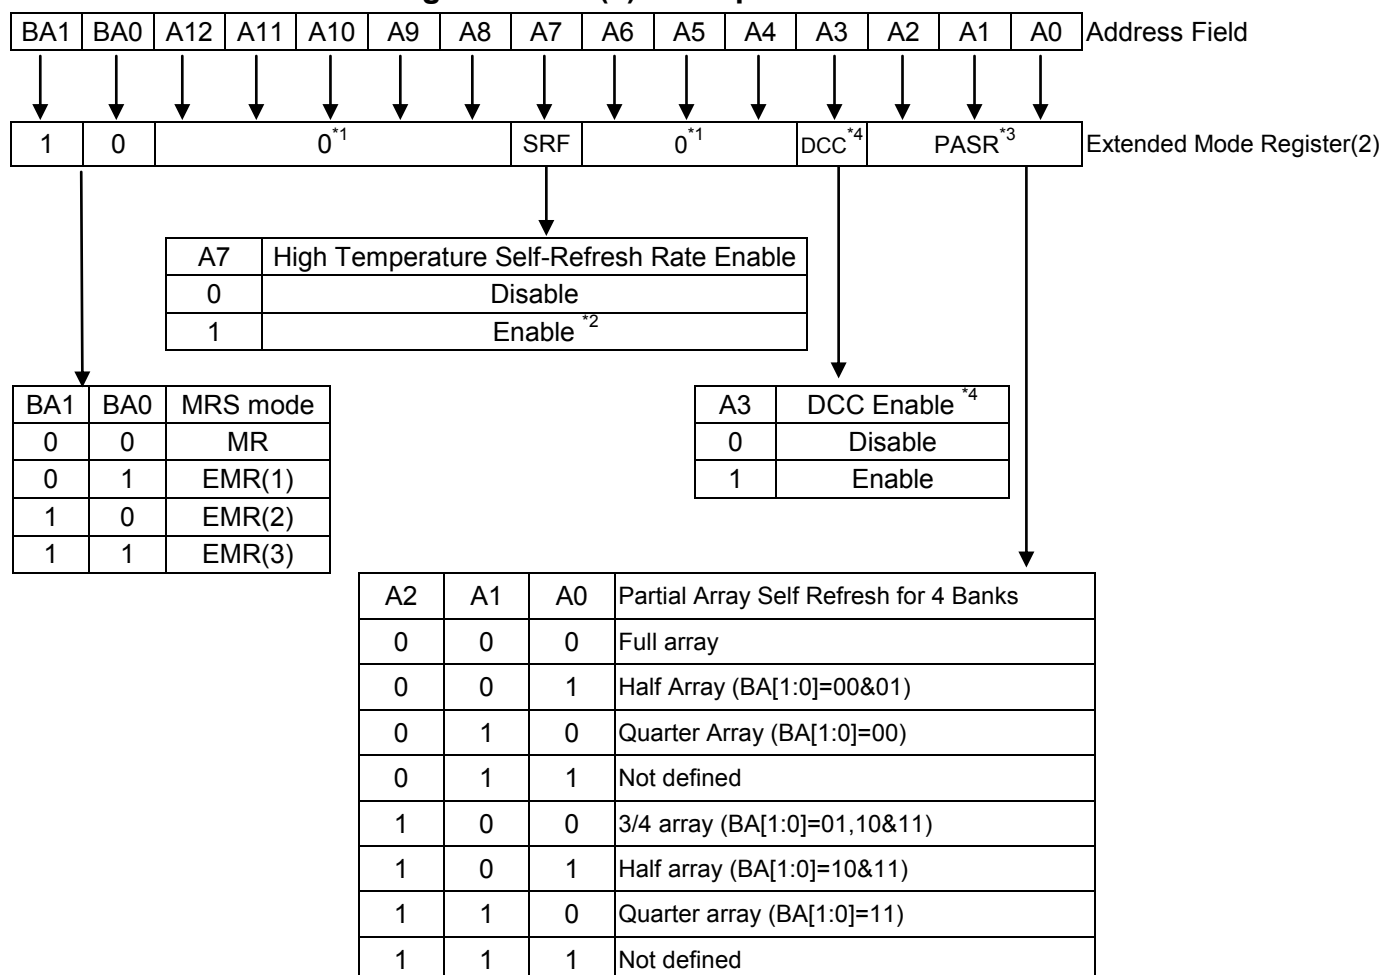 BA1 BA0 A12 A11 A10 A9 A8 A7 A6 A5 A4 A3 A2 A1 A0 Address Field
1 0 0*1 SRF 0*1 DCC*4 PASR*3 Extended Mode Register(2)
A7 High Temperature Self-Refresh Rate Enable
0 Disable
1 Enable *2
BA1 BA0 MRS mode
0 0 MR
0 1 EMR(1)
1 0 EMR(2)
1 1 EMR(3)
A3 DCC Enable *4
0 Disable
1 Enable
A2 A1 A0 Partial Array Self Refresh for 4 Banks
0 0 0 Full array
0 0 1 Half Array (BA[1:0]=00&01)
0 1 0 Quarter Array (BA[1:0]=00)
0 1 1 Not defined
1 0 0 3/4 array (BA[1:0]=01,10&11)
1 0 1 Half array (BA[1:0]=10&11)
1 1 0 Quarter array (BA[1:0]=11)
1 1 1 Not defined